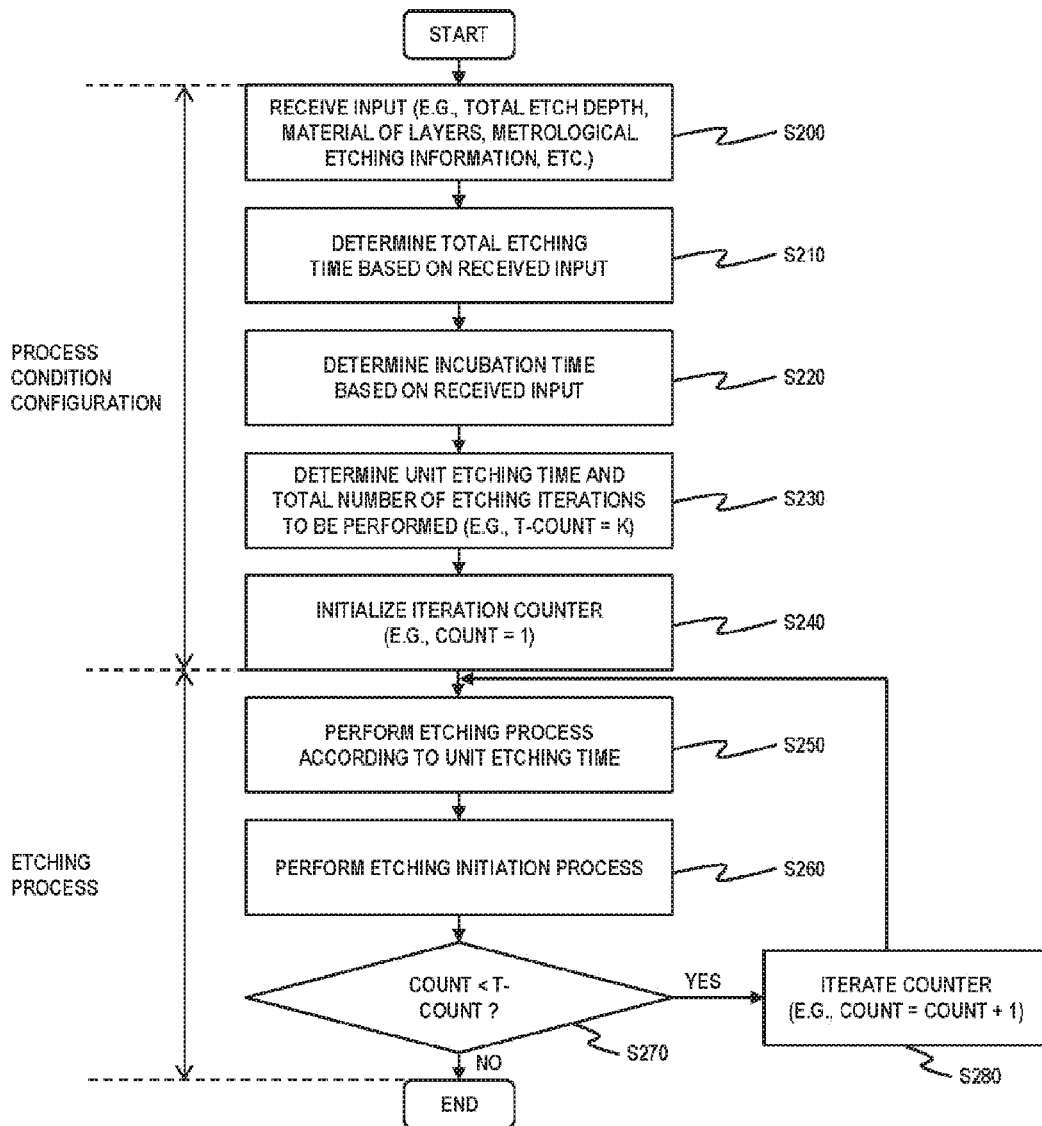 START
RECEIVE INPUT (E.G., TOTAL ETCH DEPTH,
MATERIAL OF LAYERS, METROLOGICAL
ETCHING INFORMATION, ETC.)
S200
DETERMINE TOTAL ETCHING
TIME BASED ON RECEIVED INPUT
S210
PROCESS
CONDITION
CONFIGURATION
DETERMINE INCUBATION TIME
BASED ON RECEIVED INPUT
S220
DETERMINE UNIT ETCHING TIME AND
TOTAL NUMBER OF ETCHING ITERATIONS
TO BE PERFORMED (E.G., T-COUNT = K)
S230
INITIALIZE ITERATION COUNTER
(E.G., COUNT = 1)
S240
PERFORM ETCHING PROCESS
ACCORDING TO UNIT ETCHING TIME
S250
ETCHING
PROCESS
PERFORM ETCHING INITIATION PROCESS
S260
COUNT < T-
COUNT ?
YES
ITERATE COUNTER
(E.G., COUNT = COUNT + 1)
S270
S280
NO
END